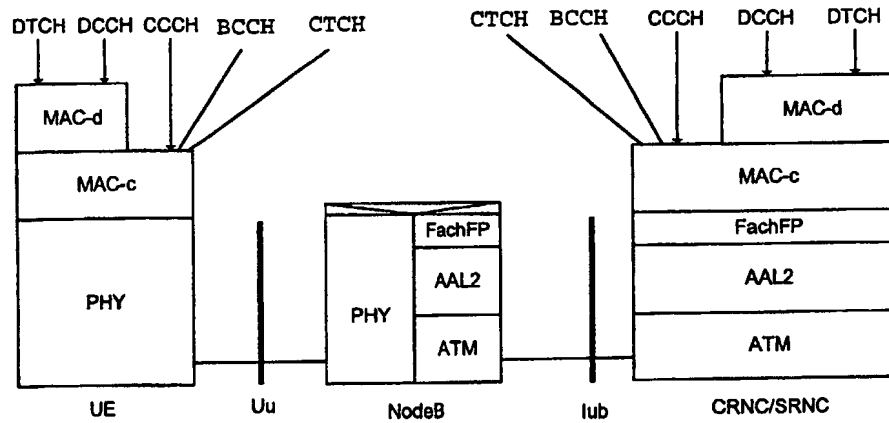 DTCH DCCH CCCH BCCH CTCH CTCH BCCH CCCH DCCH DTCH
MAC-d MAC-d
MAC-c MAC-c
FachFP FachFP
PHY PHY AAL2 AAL2
ATM ATM
UE Uu NodeB Iub CRNC/SRNC